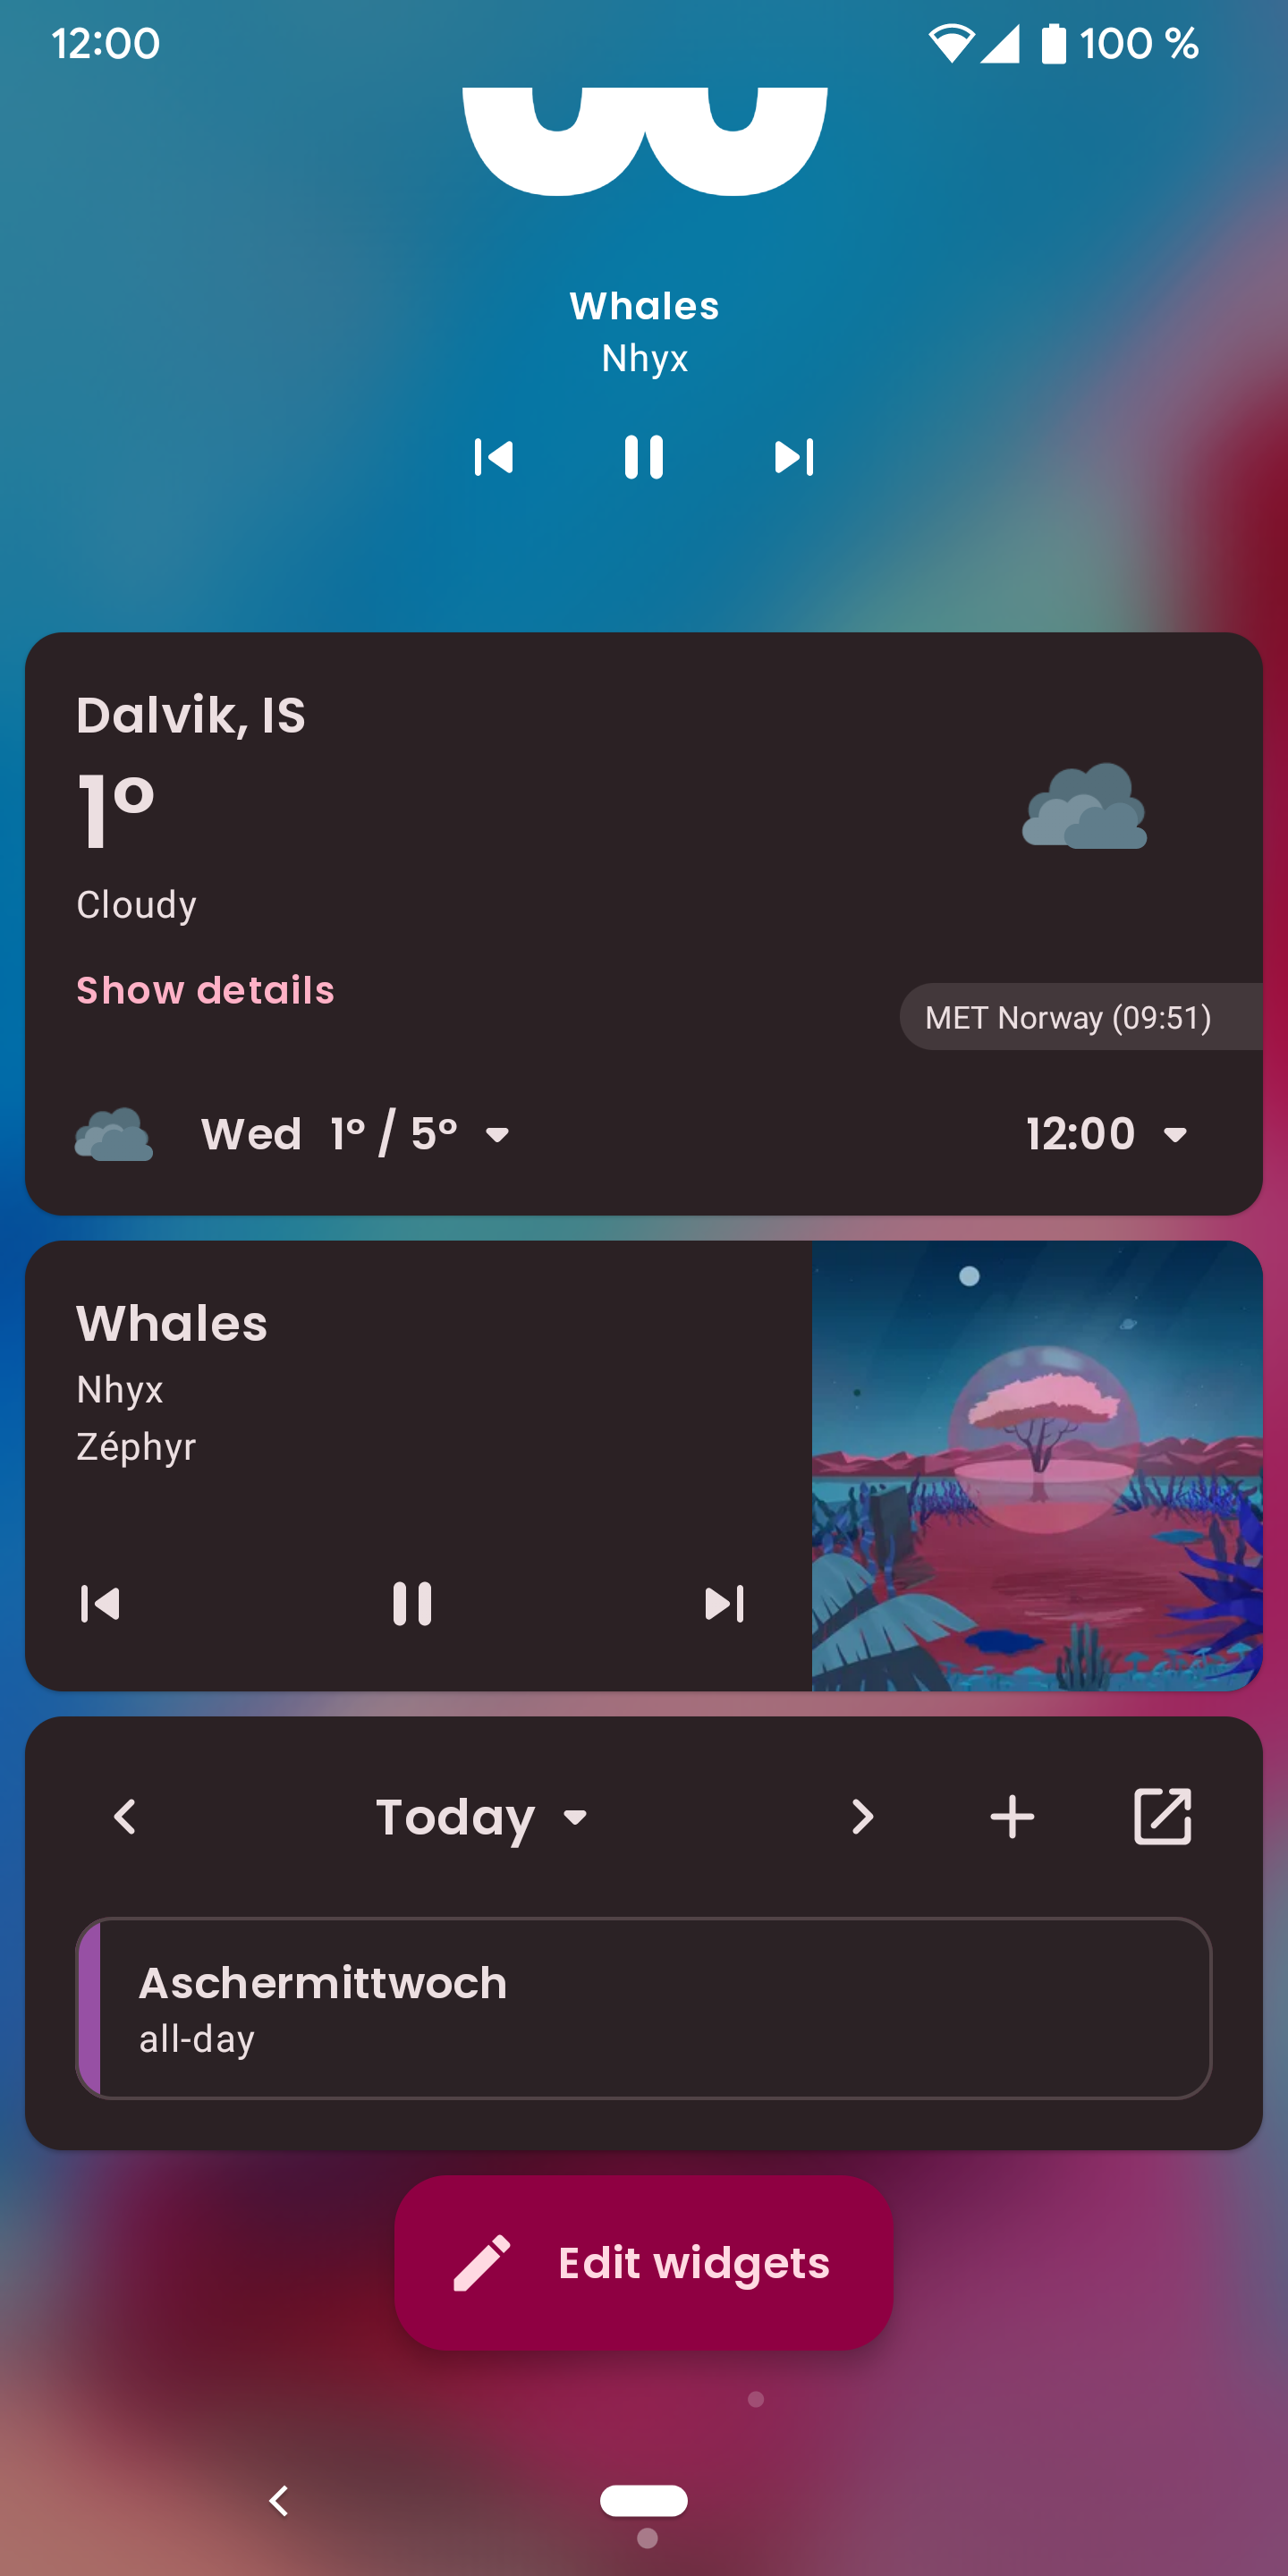 12:00
100 %
Whales
Nhyx
Dalvik, IS
1°
Cloudy
Show details
MET Norway (09:51)
Wed 1° / 5°
12:00
Whales
Nhyx
Zéphyr
Today
Aschermittwoch
all-day
Edit widgets